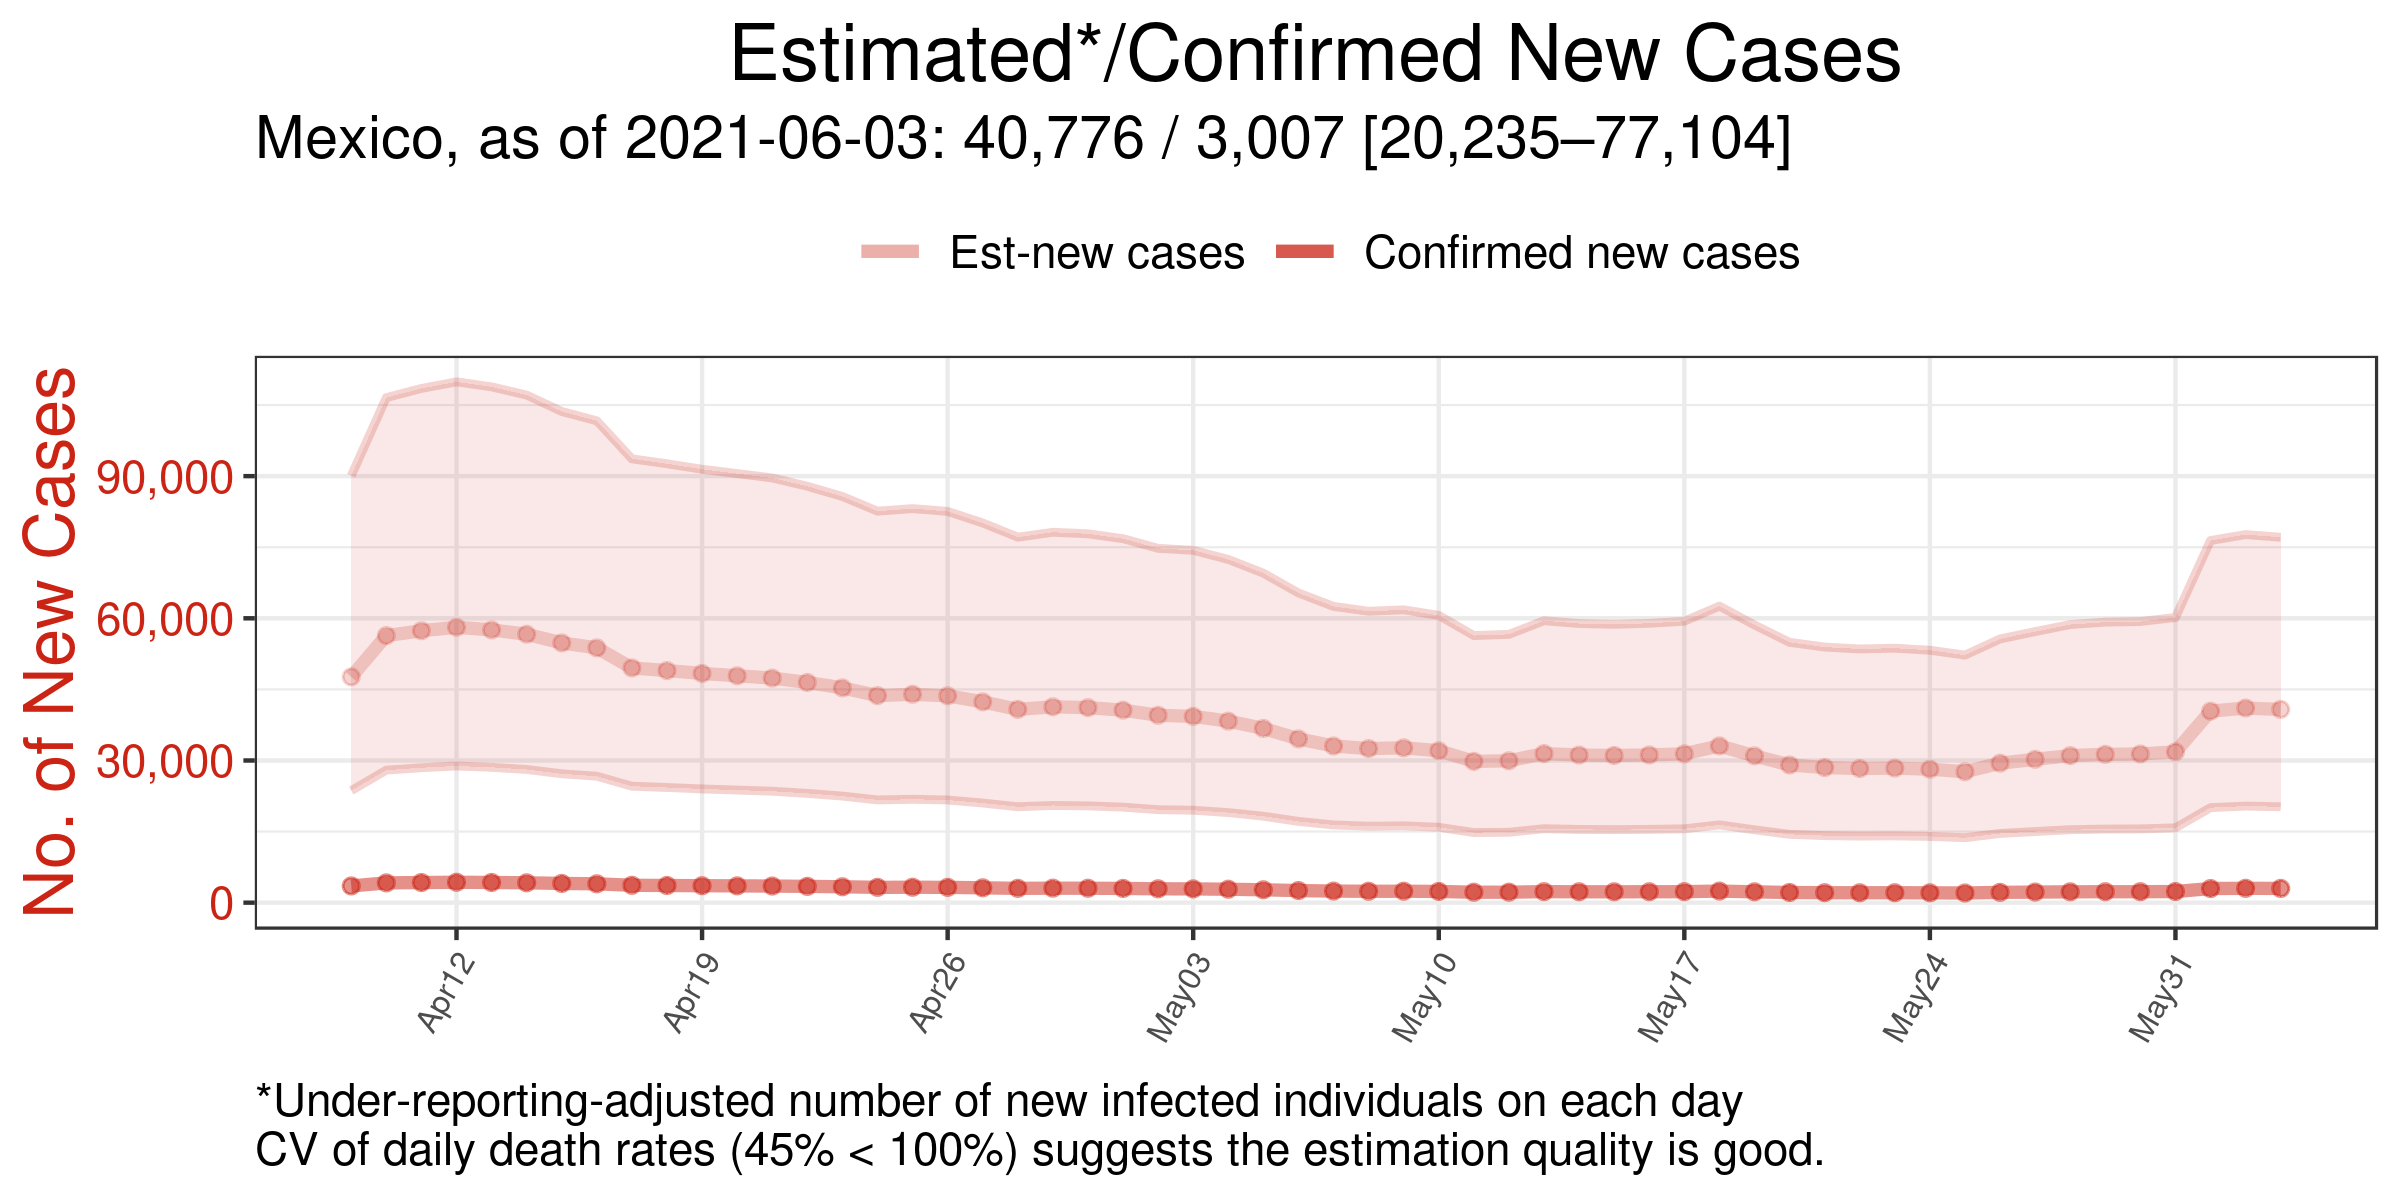 Estimated*/Confirmed New Cases
Mexico, as of 2021-06-03: 40,776 / 3,007 [20,235–77,104]
Est-new cases Confirmed new cases
No. of New Cases
90,000
60,000
30,000
0
Apr12 Apr19 Apr26 May03 May10 May17 May24 May31
*Under-reporting-adjusted number of new infected individuals on each day
CV of daily death rates (45% < 100%) suggests the estimation quality is good.